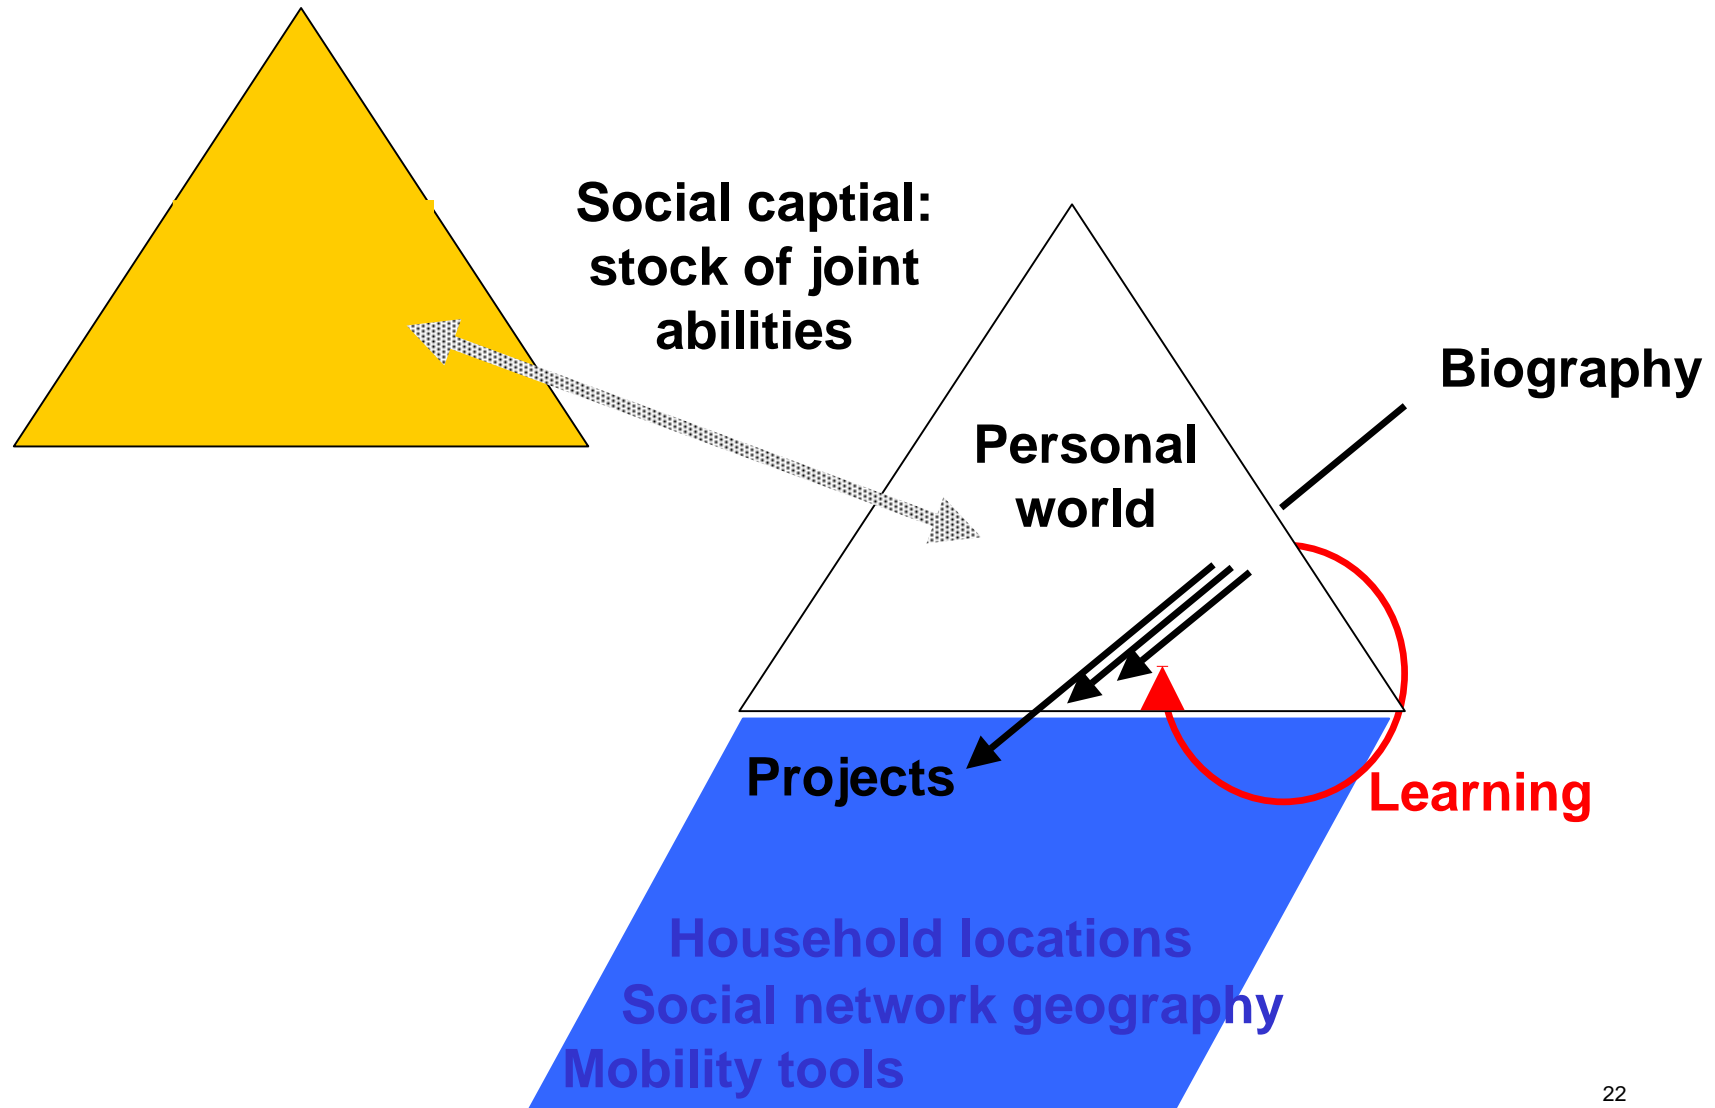 Social captial:
stock of joint
abilities
Biography
Personal
world
Projects
Learning
Household locations
Social network geography
Mobility tools
22